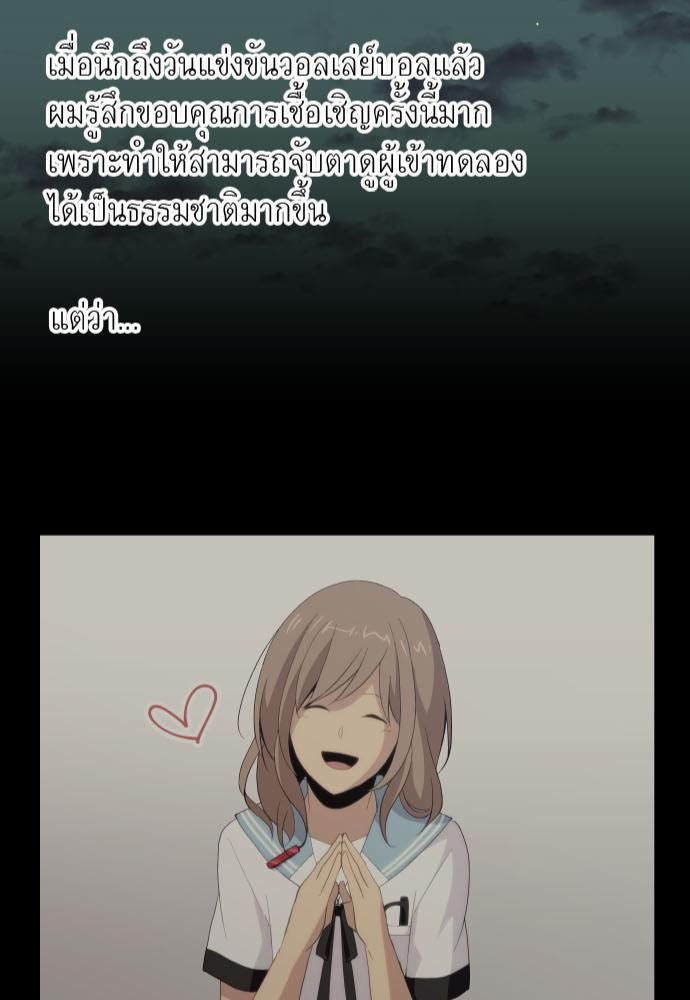 เมื่อนึกถึงวันแข่งขันวอลเล่ย์บอลแล้ว
ผมรู้สึกขอบคุณการเชื้อเชิญครั้งนี้มาก
เพราะทำให้สามารถจับตาดูผู้เข้าทดลอง
ได้เป็นธรรมชาติมากขึ้น
แต่ว่า...